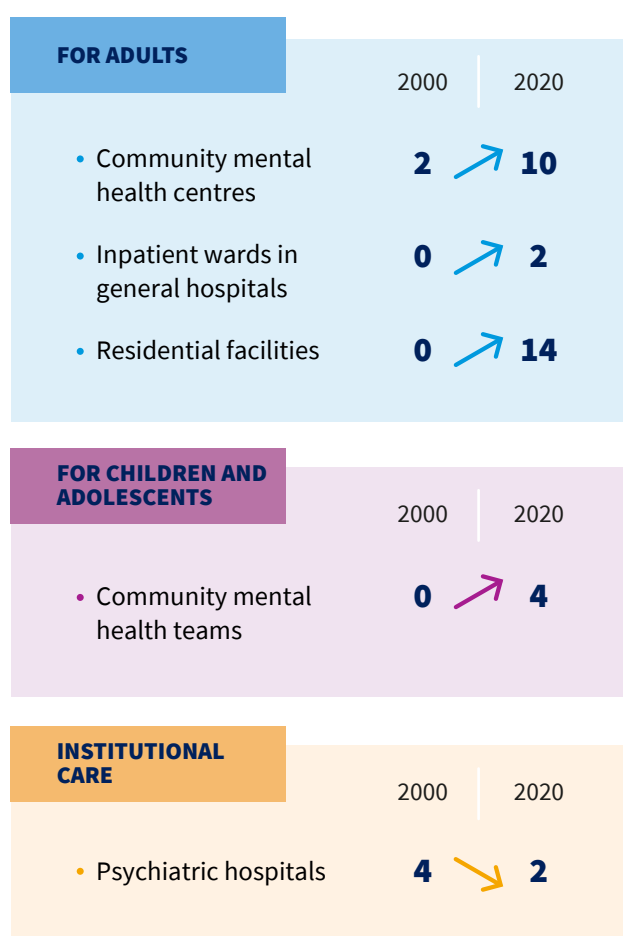 FOR ADULTS
2000 2020
• Community mental
health centres
2 10
• Inpatient wards in
general hospitals
0 2
• Residential facilities 0 14
FOR CHILDREN AND
ADOLESCENTS
2000 2020
• Community mental
health teams
0 4
INSTITUTIONAL
CARE
2000 2020
• Psychiatric hospitals 4 2